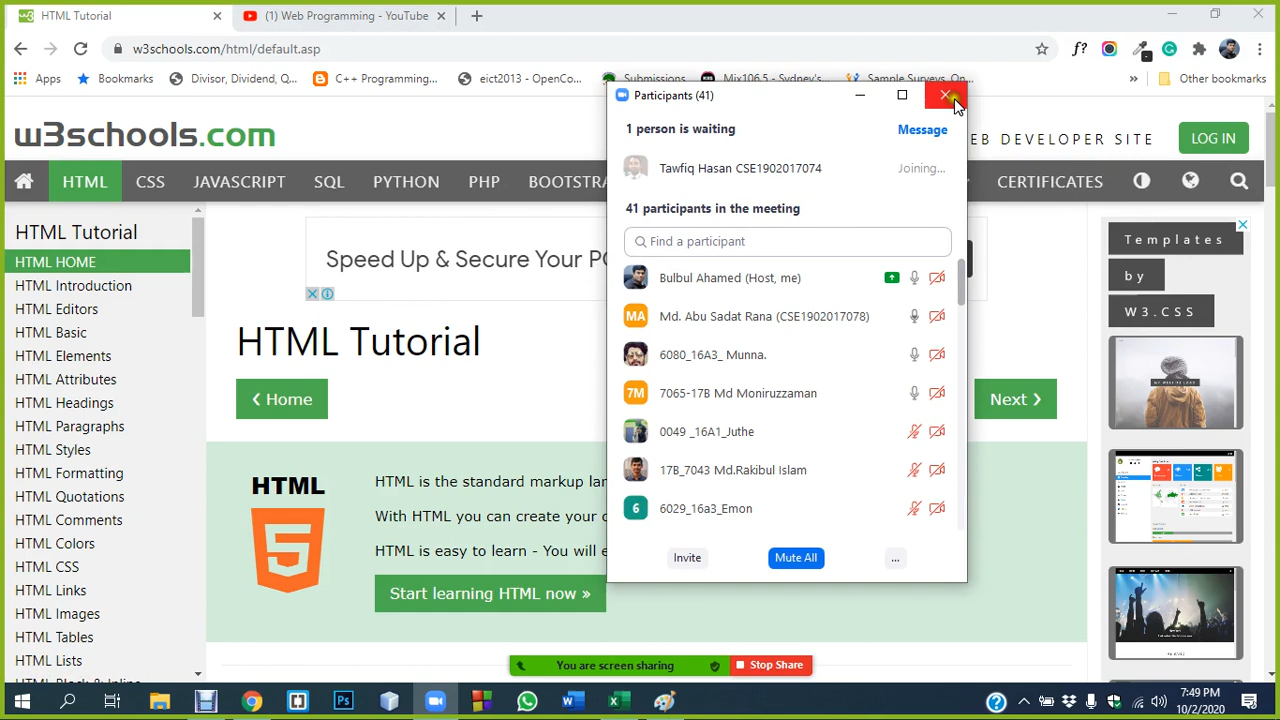 HTML Tutorial
(1) Web Programming - YouTube
w3schools.com/html/default.asp
f?
Apps
Bookmarks
Divisor, Dividend, Q...
C++ Programming...
eict2013 - OpenCo...
Submissions
Mix106.5 - Sydney's...
Sample Surveys, On...
»
Other bookmarks
w3schools.com
WEB DEVELOPER SITE
LOG IN
HTML
CSS
JAVASCRIPT
SQL
PYTHON
PHP
BOOTSTRA
CERTIFICATES
HTML Tutorial
HTML HOME
HTML Introduction
HTML Editors
HTML Basic
HTML Elements
HTML Attributes
HTML Headings
HTML Paragraphs
HTML Styles
HTML Formatting
HTML Quotations
HTML Comments
HTML Colors
HTML CSS
HTML Links
HTML Images
HTML Tables
HTML Lists
Speed Up & Secure Your PC
HTML Tutorial
❮ Home
Next ❯
HTML
5
HTML is the standard markup lan
With HTML you can create your o
HTML is easy to learn - You will e
Start learning HTML now »
Participants (41)
1 person is waiting
Message
Tawfiq Hasan CSE1902017074
Joining...
41 participants in the meeting
Find a participant
Bulbul Ahamed (Host, me)
MA
Md. Abu Sadat Rana (CSE1902017078)
6080_16A3_ Munna.
7M
7065-17B Md Moniruzzaman
0049 _16A1_Juthe
17B_7043 Md.Rakibul Islam
6
6029_16a3_Emon
Invite
Mute All
...
Templates
by
W3.CSS
You are screen sharing
Stop Share
7:49 PM
10/2/2020